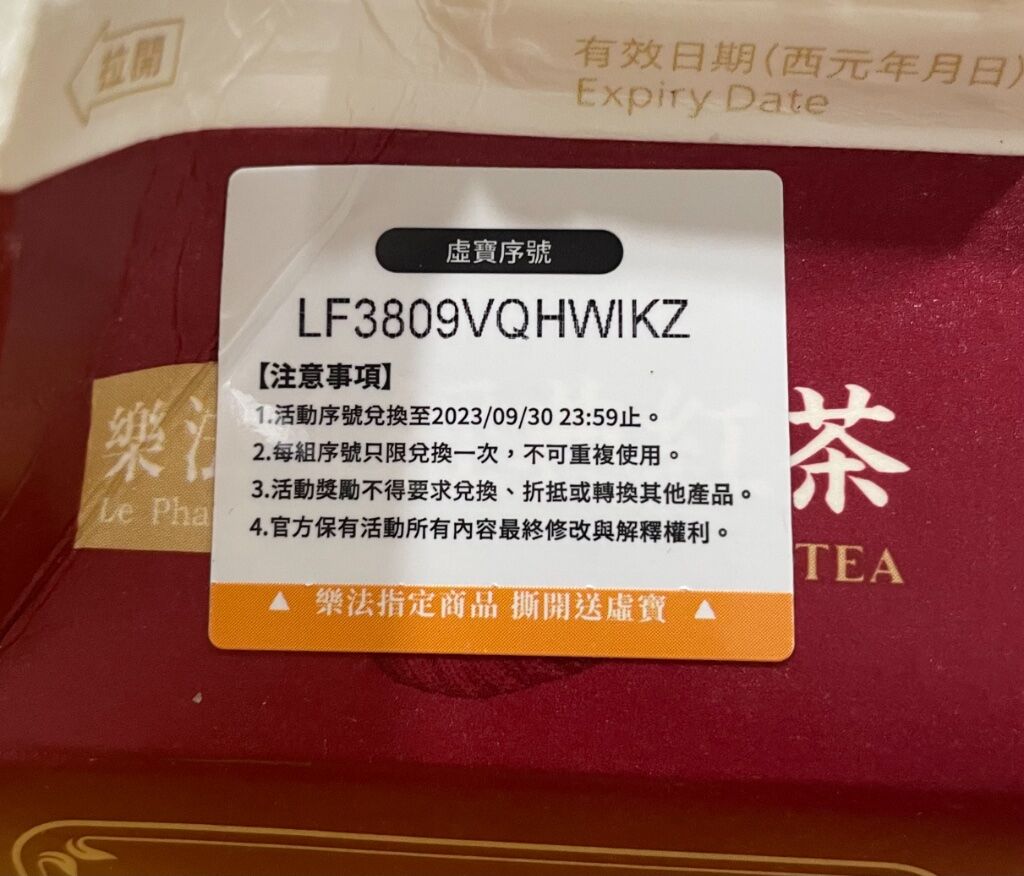 拉開
有效日期(西元年月日)
Expiry Date
虛寶序號
LF3809VQHWIKZ
【注意事項】
1.活動序號兌換至2023/09/30 23:59止。
2.每組序號只限兌換一次，不可重複使用。
3.活動獎勵不得要求兌換、折抵或轉換其他產品。
4.官方保有活動所有內容最終修改與解釋權利。
▲ 樂法指定商品 撕開送虛寶 ▲
樂法
茶
Le Pha
TEA